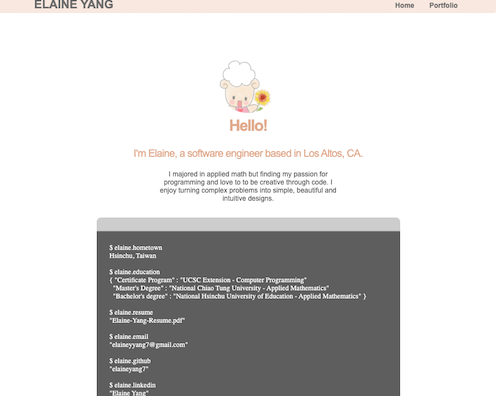 ELAINE YANG
Home
Portfolio
Hello!
I'm Elaine, a software engineer based in Los Altos, CA.
I majored in applied math but finding my passion for
programming and love to to be creative through code. I
enjoy turning complex problems into simple, beautiful and
intuitive designs.
$ elaine.hometown
Hsinchu, Taiwan
$ elaine.education
{ "Certificate Program" : "UCSC Extension - Computer Programming"
"Master's Degree" : "National Chiao Tung University - Applied Mathematics"
"Bachelor's degree" : "National Hsinchu University of Education - Applied Mathematics" }
$ elaine.resume
"Elaine-Yang-Resume.pdf"
$ elaine.email
"elaineyyang7@gmail.com"
$ elaine.github
"elaineyang7"
$ elaine.linkedin
"Elaine Yang"